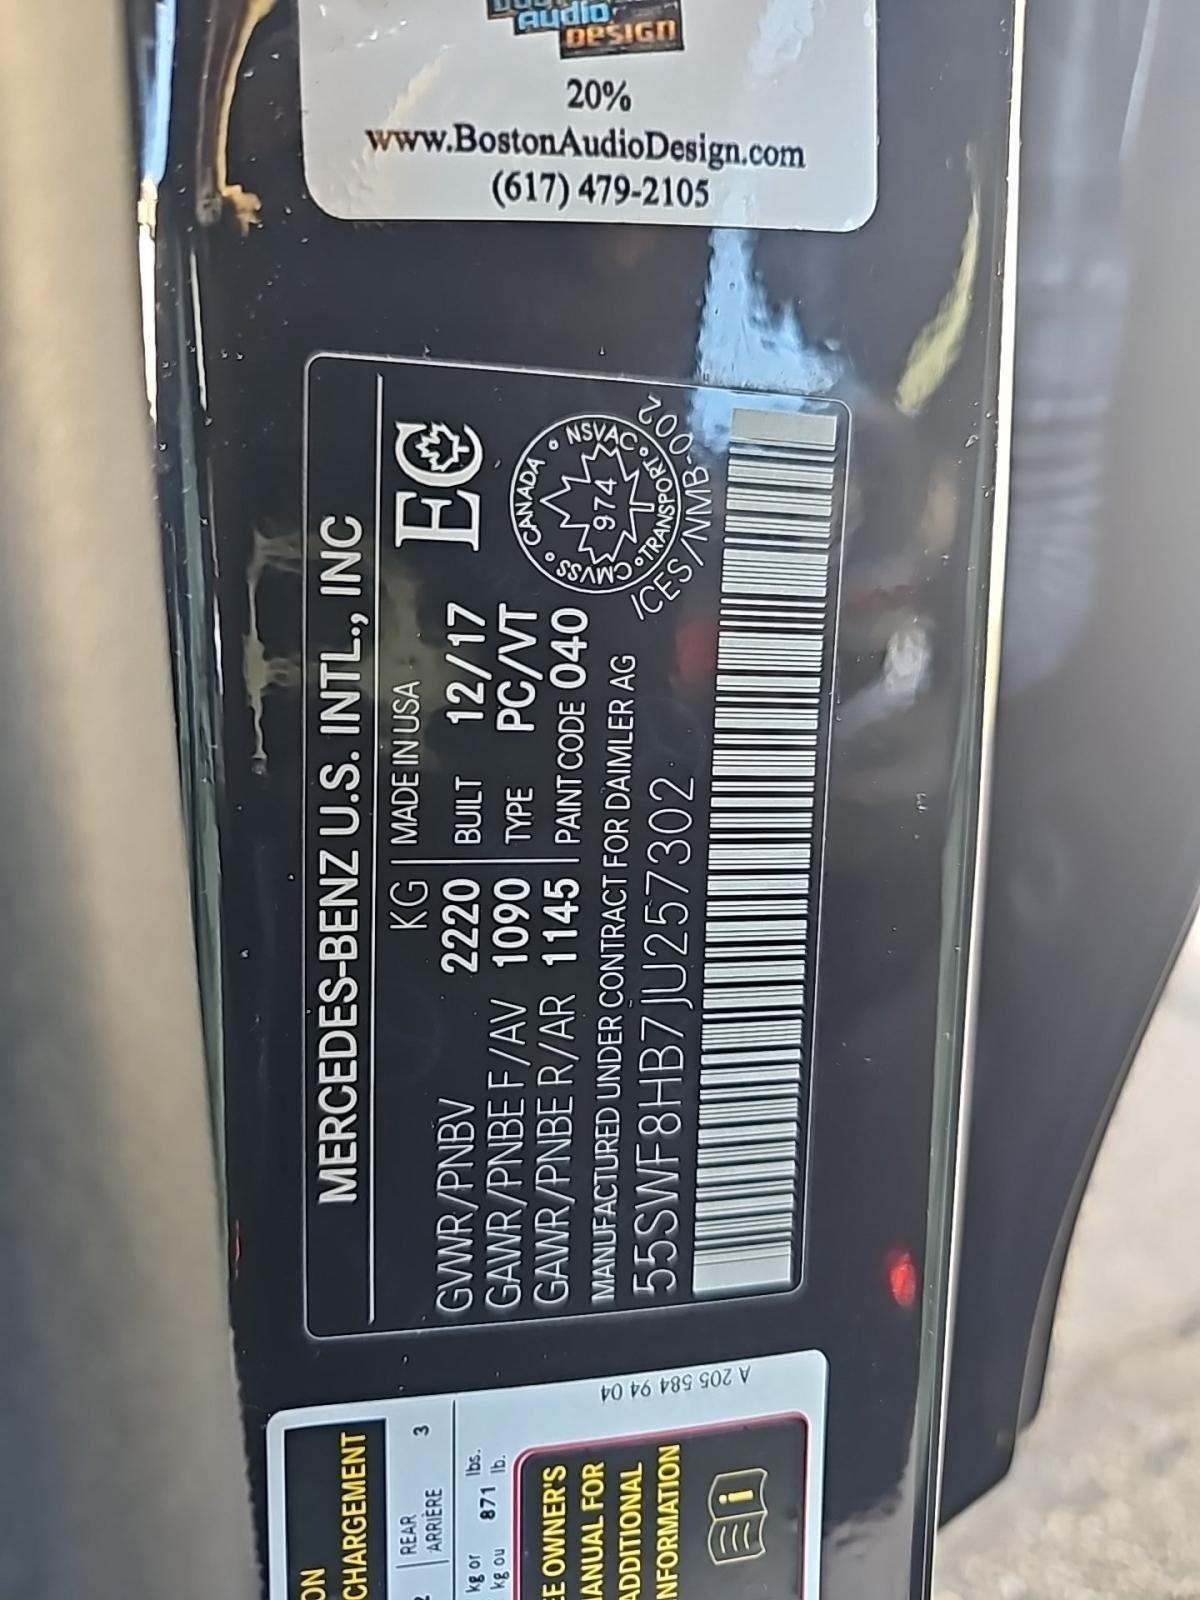 Audio
DESIGN
20%
www.BostonAudioDesign.com
(617) 479-2105
MERCEDES-BENZ U.S. INTL., INC
KG MADE IN USA
GVWR/PNBV 2220 BUILT 12/17
GAWR/PNBE F/AV 1090 TYPE PC/VT
GAWR/PNBE R/AR 1145 PAINT CODE 040
MANUFACTURED UNDER CONTRACT FOR DAIMLER AG
55SWF8HB7JU257302
EC
CANADA • NSVAC • TRANSPORT • CMVSS
974
ICES/NMB-002
A 205 584 94 04
ON
CHARGEMENT
REAR 3
ARRIÈRE
kg or lbs.
kg ou 871 lb.
EE OWNER'S
MANUAL FOR
ADDITIONAL
INFORMATION
i